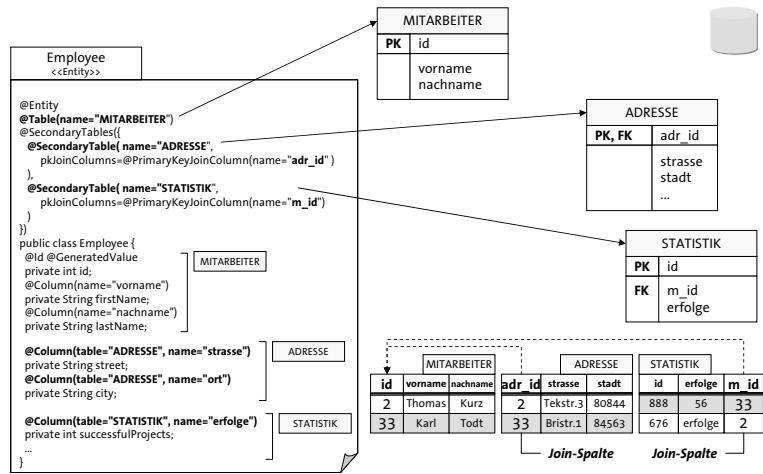 Employee
<<Entity>>
@Entity
@Table(name="MITARBEITER")
@SecondaryTables({
@SecondaryTable( name="ADRESSE",
pkJoinColumns=@PrimaryKeyJoinColumn(name="adr_id" )
),
@SecondaryTable( name="STATISTIK",
pkJoinColumns=@PrimaryKeyJoinColumn(name="m_id")
)
})
public class Employee {
@Id @GeneratedValue
private int id;
@Column(name="vorname")
private String firstName;
@Column(name="nachname")
private String lastName;
MITARBEITER
@Column(table="ADRESSE", name="strasse")
private String street;
@Column(table="ADRESSE", name="ort")
private String city;
ADRESSE
@Column(table="STATISTIK", name="erfolge")
private int successfulProjects;
...
}
STATISTIK
MITARBEITER
PK id
vorname
nachname
ADRESSE
PK, FK adr_id
strasse
stadt
...
STATISTIK
PK id
FK m_id
erfolge
MITARBEITER ADRESSE STATISTIK
id vorname nachname adr_id strasse stadt id erfolge m_id
2 Thomas Kurz 2 Tekstr.3 80844 888 56 33
33 Karl Todt 33 Bristr.1 84563 676 erfolge 2
Join-Spalte Join-Spalte